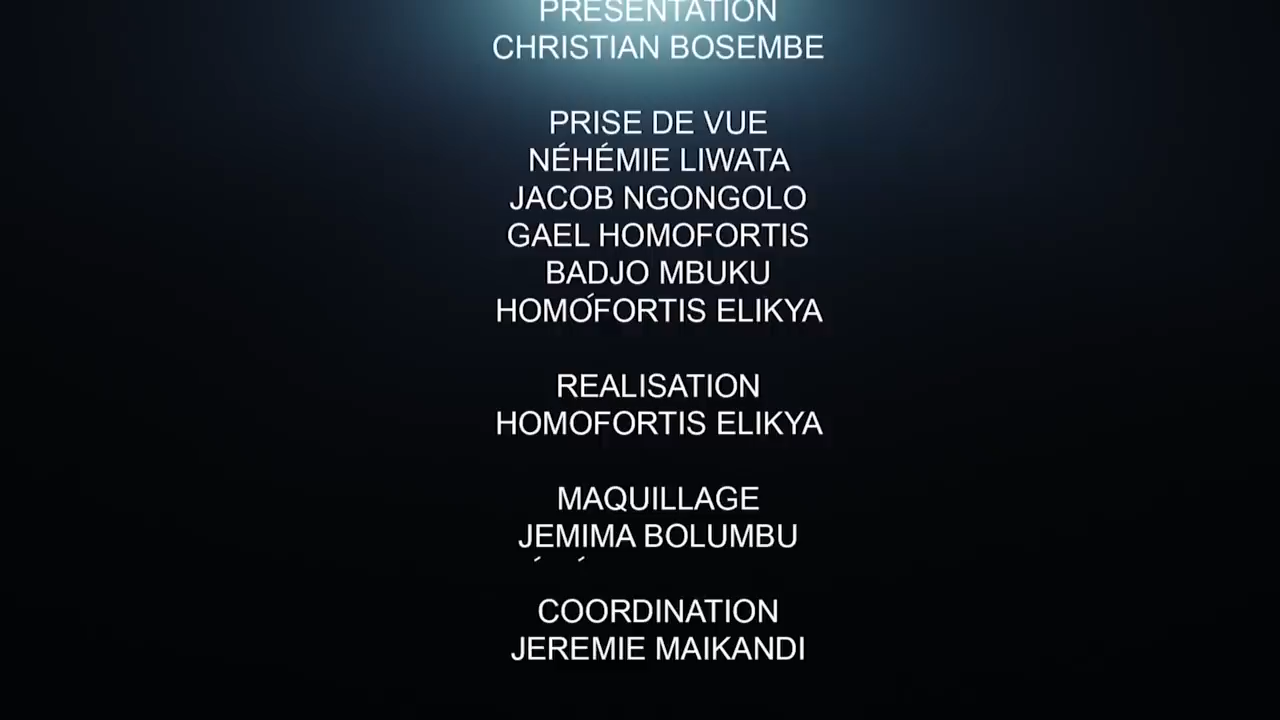 PRESENTATION
CHRISTIAN BOSEMBE
PRISE DE VUE
NÉHÉMIE LIWATA
JACOB NGONGOLO
GAEL HOMOFORTIS
BADJO MBUKU
HOMOFORTIS ELIKYA
REALISATION
HOMOFORTIS ELIKYA
MAQUILLAGE
JEMIMA BOLUMBU
COORDINATION
JEREMIE MAIKANDI